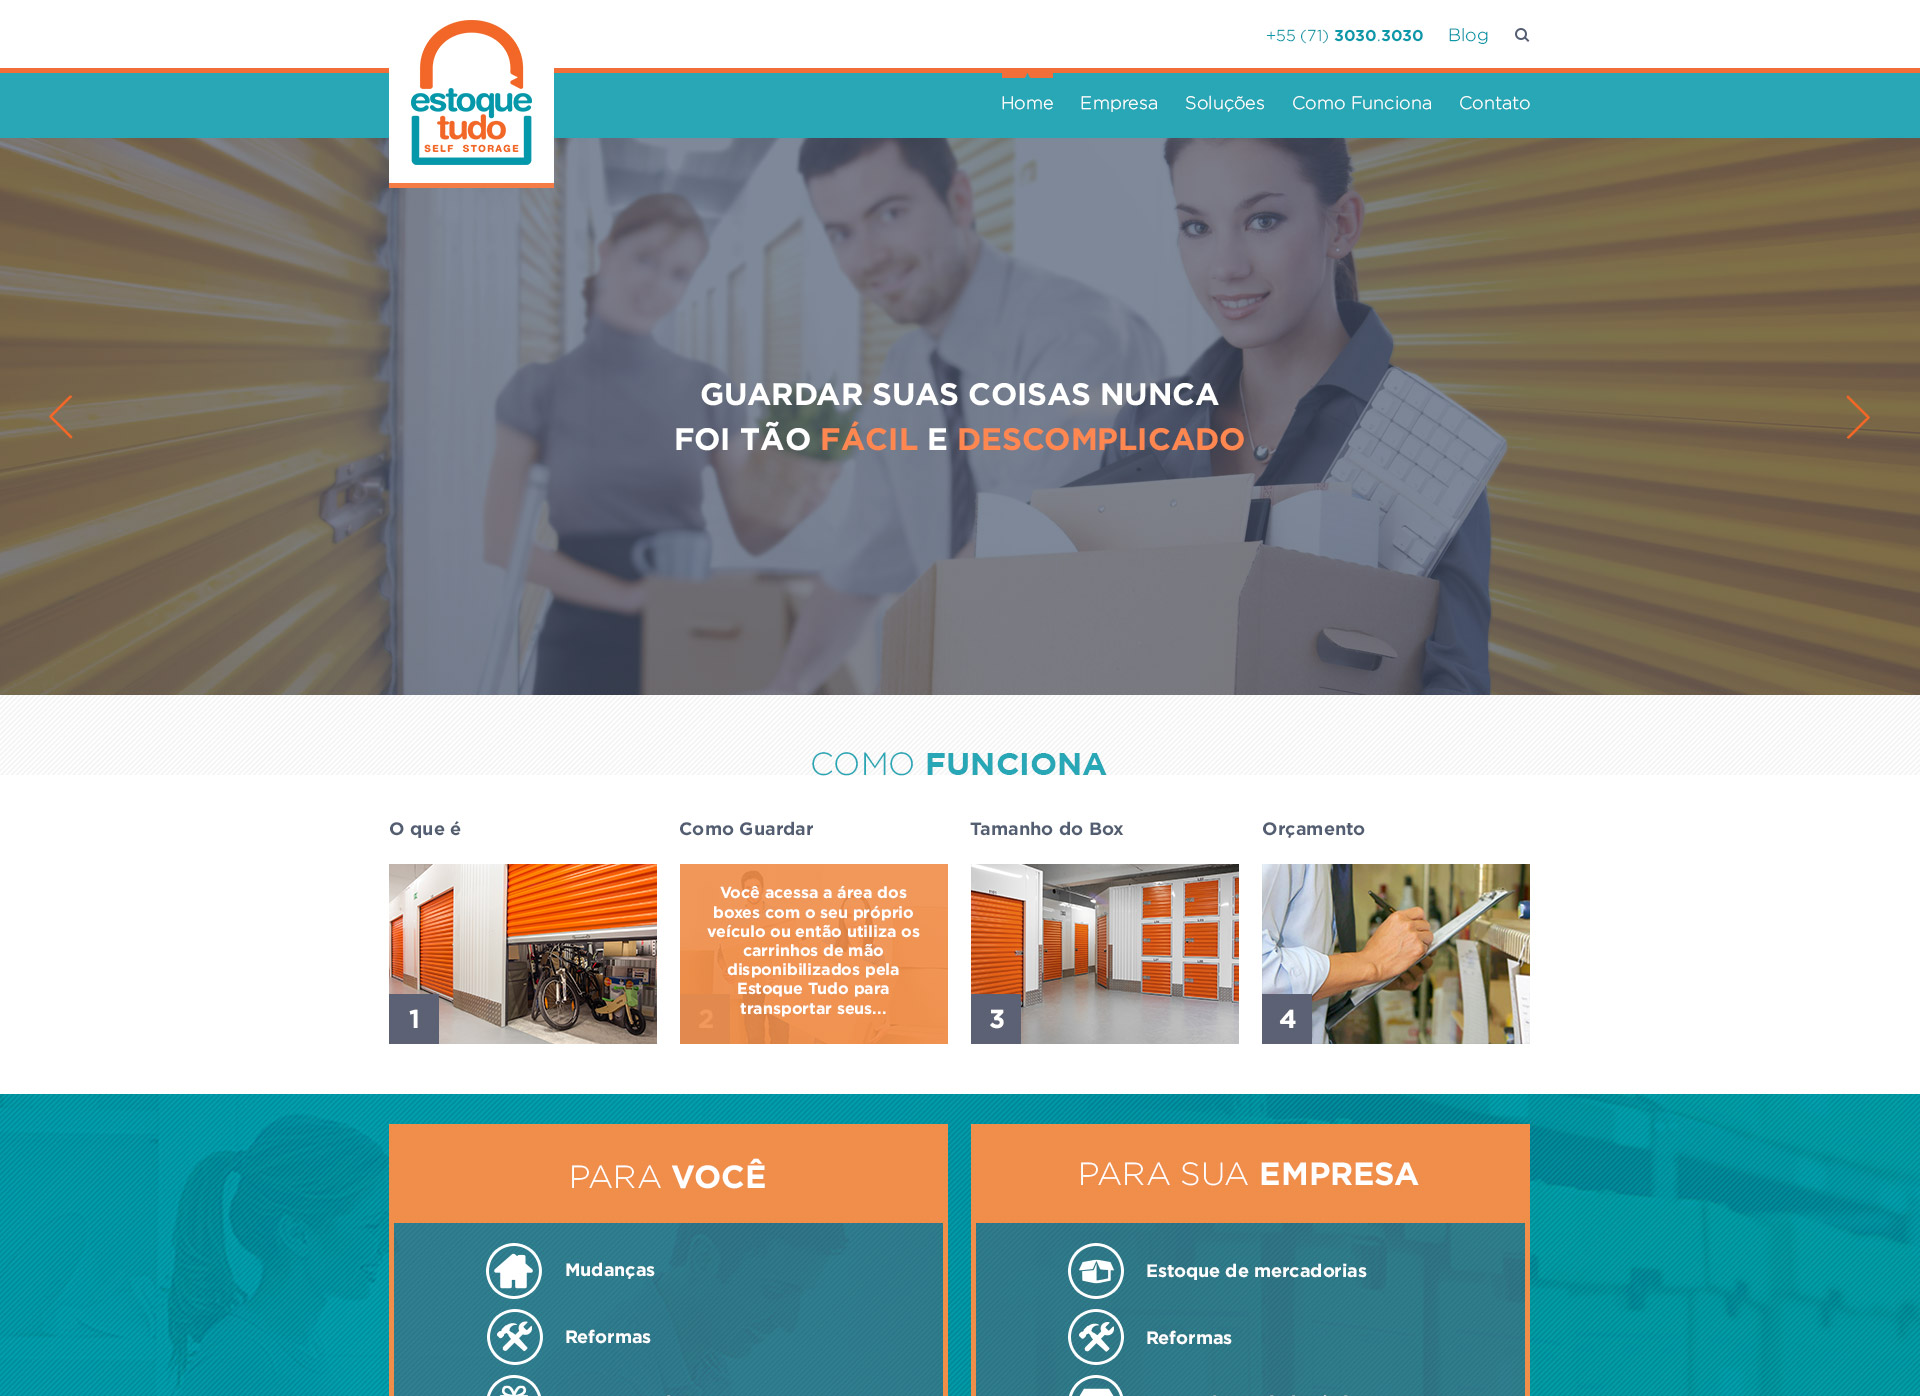 +55 (71) 3030.3030 Blog
estoque
tudo
SELF STORAGE
Home Empresa Soluções Como Funciona Contato
GUARDAR SUAS COISAS NUNCA
FOI TÃO FÁCIL E DESCOMPLICADO
COMO FUNCIONA
O que é
1
Como Guardar
Você acessa a área dos
boxes com o seu próprio
veículo ou então utiliza os
carrinhos de mão
disponibilizados pela
Estoque Tudo para
transportar seus...
2
Tamanho do Box
3
Orçamento
4
PARA VOCÊ
Mudanças
Reformas
PARA SUA EMPRESA
Estoque de mercadorias
Reformas